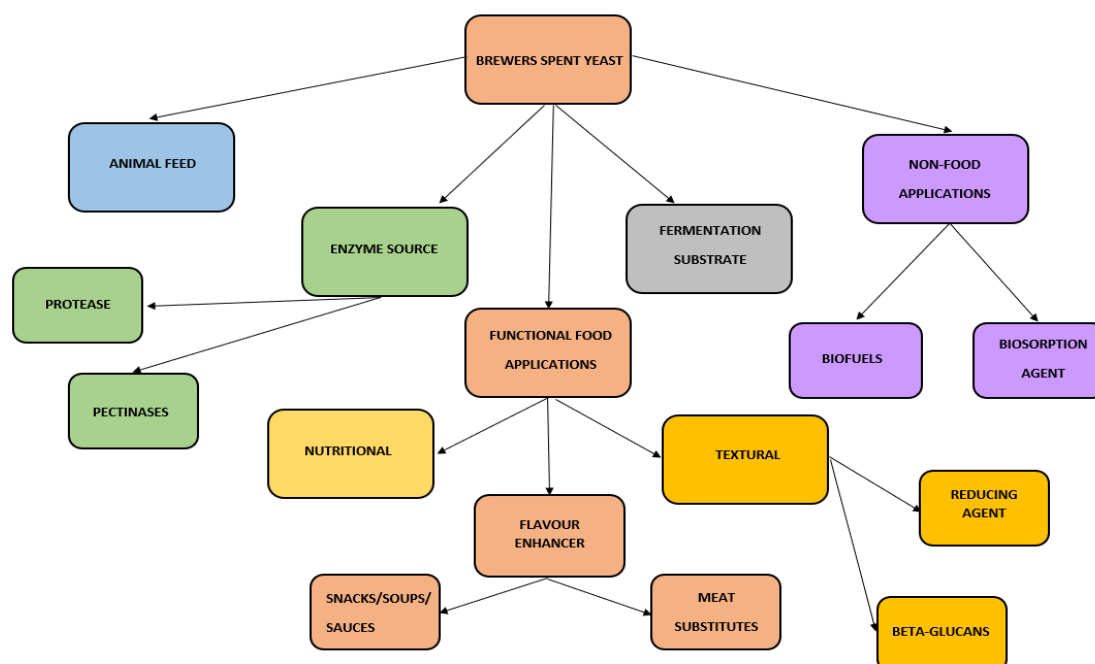 BREWERS SPENT YEAST
ANIMAL FEED
NON-FOOD
APPLICATIONS
ENZYME SOURCE
FERMENTATION
SUBSTRATE
PROTEASE
PECTINASES
FUNCTIONAL FOOD
APPLICATIONS
BIOFUELS
BIOSORPTION
AGENT
NUTRITIONAL
TEXTURAL
FLAVOUR
ENHANCER
REDUCING
AGENT
SNACKS/SOUPS/
SAUCES
MEAT
SUBSTITUTES
BETA-GLUCANS